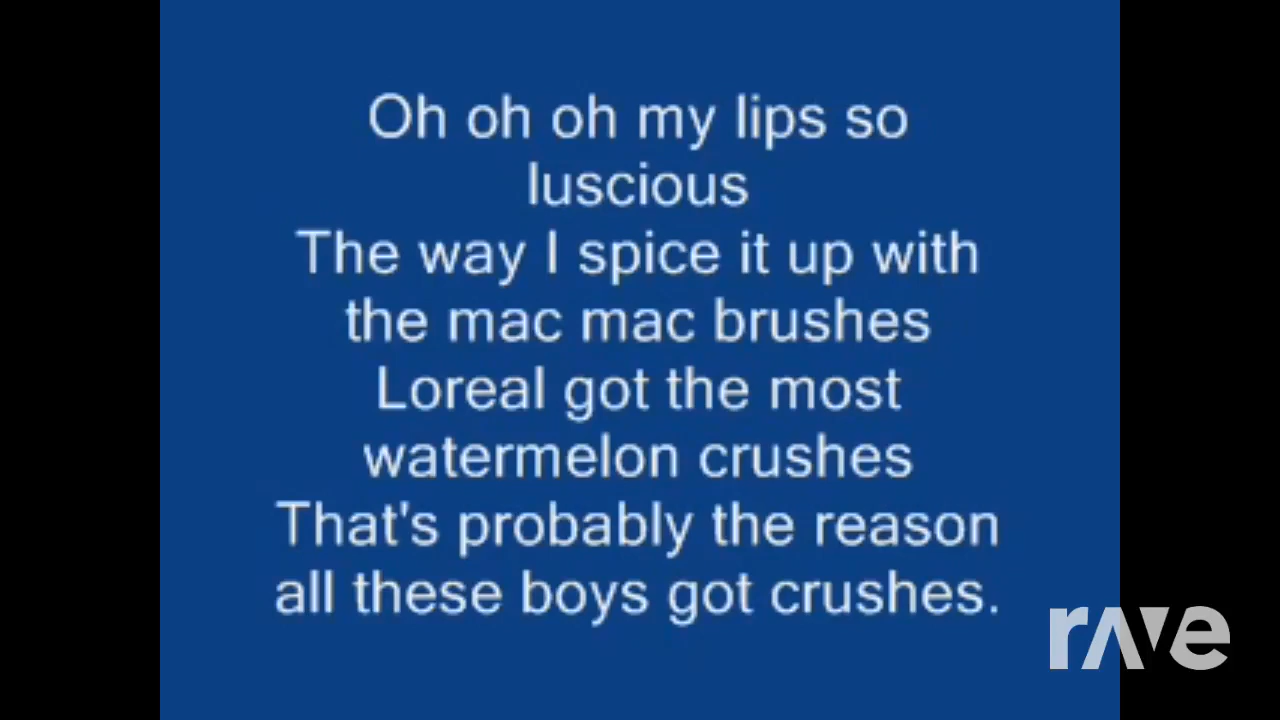 Oh oh oh my lips so
luscious
The way I spice it up with
the mac mac brushes
Loreal got the most
watermelon crushes
That's probably the reason
all these boys got crushes.
rave